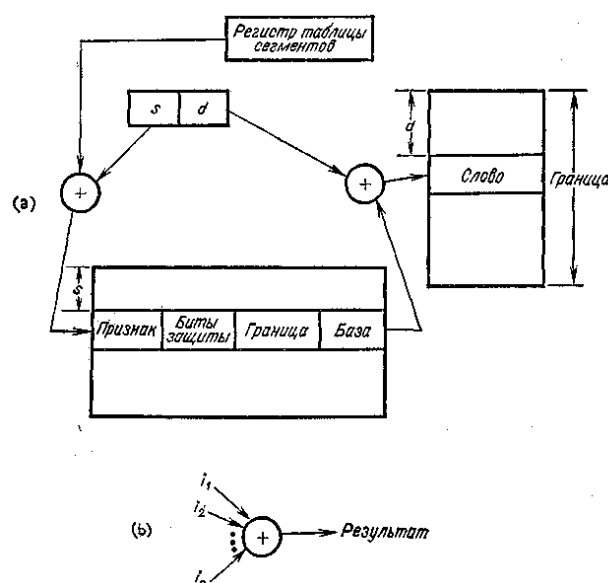 Регистр таблицы
сегментов
s d
d
+
+
Слово
Граница
(a)
s
Признак
Биты
защиты
Граница
База
i1
i2
(b)
+
Результат